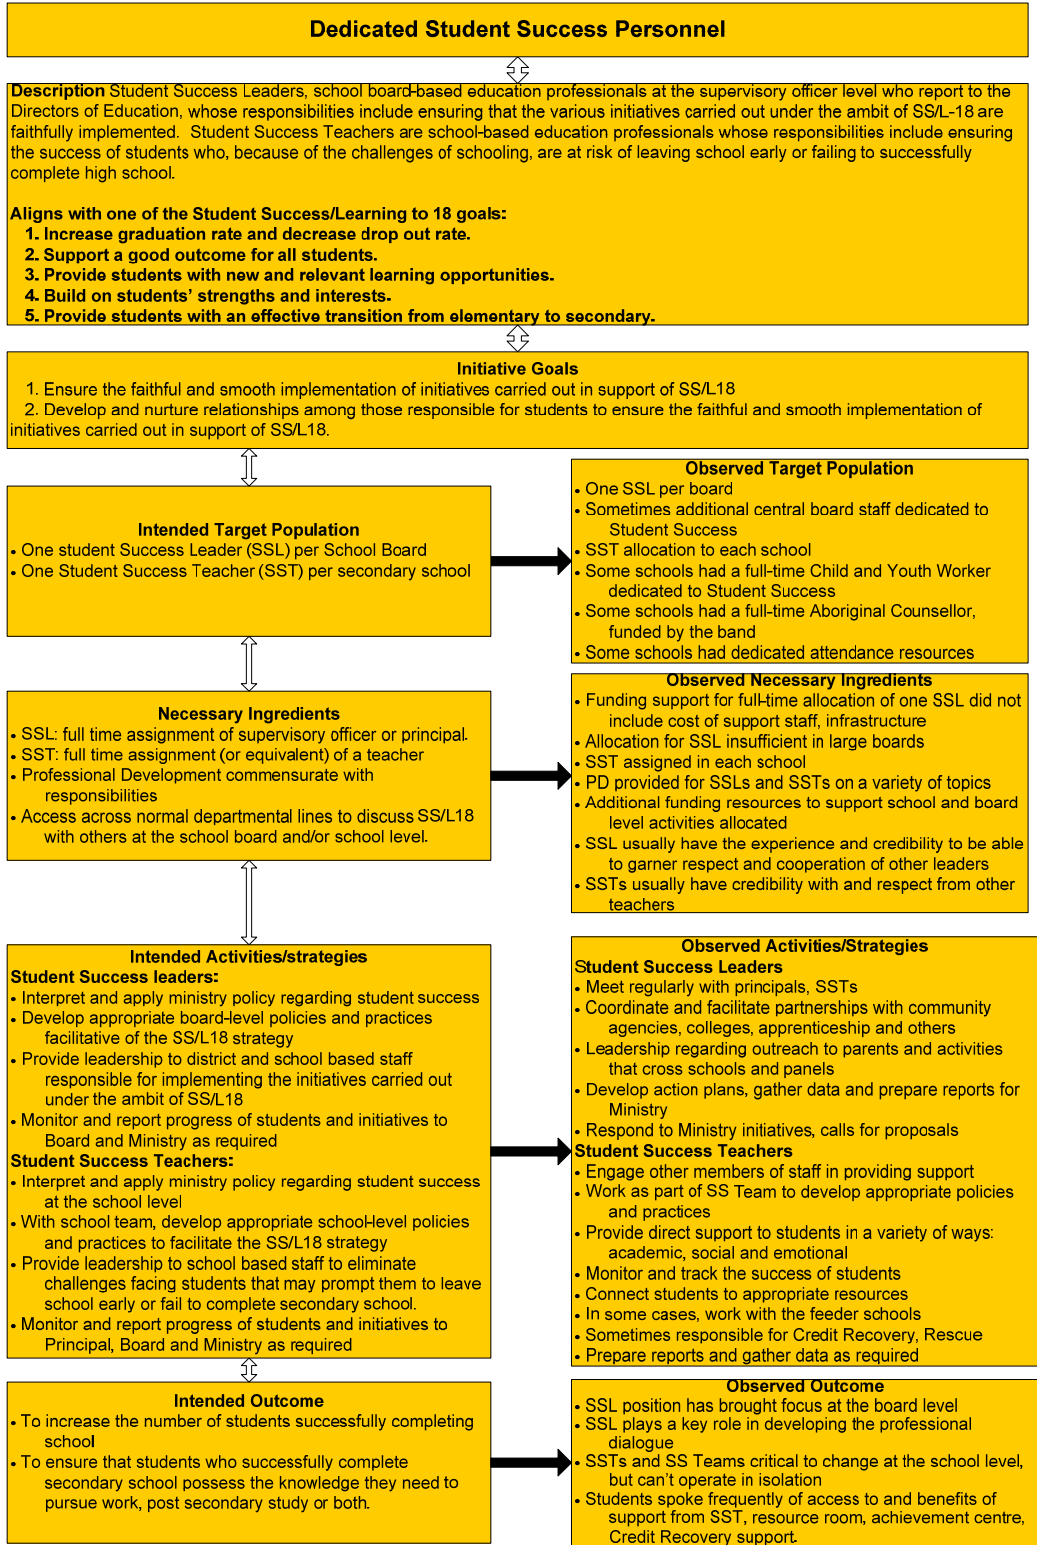 Dedicated Student Success Personnel
Description Student Success Leaders, school board-based education professionals at the supervisory officer level who report to the
Directors of Education, whose responsibilities include ensuring that the various initiatives carried out under the ambit of SS/L-18 are
faithfully implemented. Student Success Teachers are school-based education professionals whose responsibilities include ensuring
the success of students who, because of the challenges of schooling, are at risk of leaving school early or failing to successfully
complete high school.
Aligns with one of the Student Success/Learning to 18 goals:
1. Increase graduation rate and decrease drop out rate.
2. Support a good outcome for all students.
3. Provide students with new and relevant learning opportunities.
4. Build on students' strengths and interests.
5. Provide students with an effective transition from elementary to secondary.
Initiative Goals
1. Ensure the faithful and smooth implementation of initiatives carried out in support of SS/L18
2. Develop and nurture relationships among those responsible for students to ensure the faithful and smooth implementation of
initiatives carried out in support of SS/L18.
Intended Target Population
• One student Success Leader (SSL) per School Board
• One Student Success Teacher (SST) per secondary school
Observed Target Population
• One SSL per board
• Sometimes additional central board staff dedicated to
Student Success
• SST allocation to each school
• Some schools had a full-time Child and Youth Worker
dedicated to Student Success
• Some schools had a full-time Aboriginal Counsellor,
funded by the band
• Some schools had dedicated attendance resources
Necessary Ingredients
• SSL: full time assignment of supervisory officer or principal.
• SST: full time assignment (or equivalent) of a teacher
• Professional Development commensurate with
responsibilities
• Access across normal departmental lines to discuss SS/L18
with others at the school board and/or school level.
Observed Necessary Ingredients
• Funding support for full-time allocation of one SSL did not
include cost of support staff, infrastructure
• Allocation for SSL insufficient in large boards
• SST assigned in each school
• PD provided for SSLs and SSTs on a variety of topics
• Additional funding resources to support school and board
level activities allocated
• SSL usually have the experience and credibility to be able
to garner respect and cooperation of other leaders
• SSTs usually have credibility with and respect from other
teachers
Intended Activities/strategies
Student Success leaders:
• Interpret and apply ministry policy regarding student success
• Develop appropriate board-level policies and practices
facilitative of the SS/L18 strategy
• Provide leadership to district and school based staff
responsible for implementing the initiatives carried out
under the ambit of SS/L18
• Monitor and report progress of students and initiatives to
Board and Ministry as required
Student Success Teachers:
• Interpret and apply ministry policy regarding student success
at the school level
• With school team, develop appropriate school-level policies
and practices to facilitate the SS/L18 strategy
• Provide leadership to school based staff to eliminate
challenges facing students that may prompt them to leave
school early or fail to complete secondary school.
• Monitor and report progress of students and initiatives to
Principal, Board and Ministry as required
Observed Activities/Strategies
Student Success Leaders
• Meet regularly with principals, SSTs
• Coordinate and facilitate partnerships with community
agencies, colleges, apprenticeship and others
• Leadership regarding outreach to parents and activities
that cross schools and panels
• Develop action plans, gather data and prepare reports for
Ministry
• Respond to Ministry initiatives, calls for proposals
Student Success Teachers
• Engage other members of staff in providing support
• Work as part of SS Team to develop appropriate policies
and practices
• Provide direct support to students in a variety of ways:
academic, social and emotional
• Monitor and track the success of students
• Connect students to appropriate resources
• In some cases, work with the feeder schools
• Sometimes responsible for Credit Recovery, Rescue
• Prepare reports and gather data as required
Intended Outcome
• To increase the number of students successfully completing
school
• To ensure that students who successfully complete
secondary school possess the knowledge they need to
pursue work, post secondary study or both.
Observed Outcome
• SSL position has brought focus at the board level
• SSL plays a key role in developing the professional
dialogue
• SSTs and SS Teams critical to change at the school level,
but can't operate in isolation
• Students spoke frequently of access to and benefits of
support from SST, resource room, achievement centre,
Credit Recovery support.